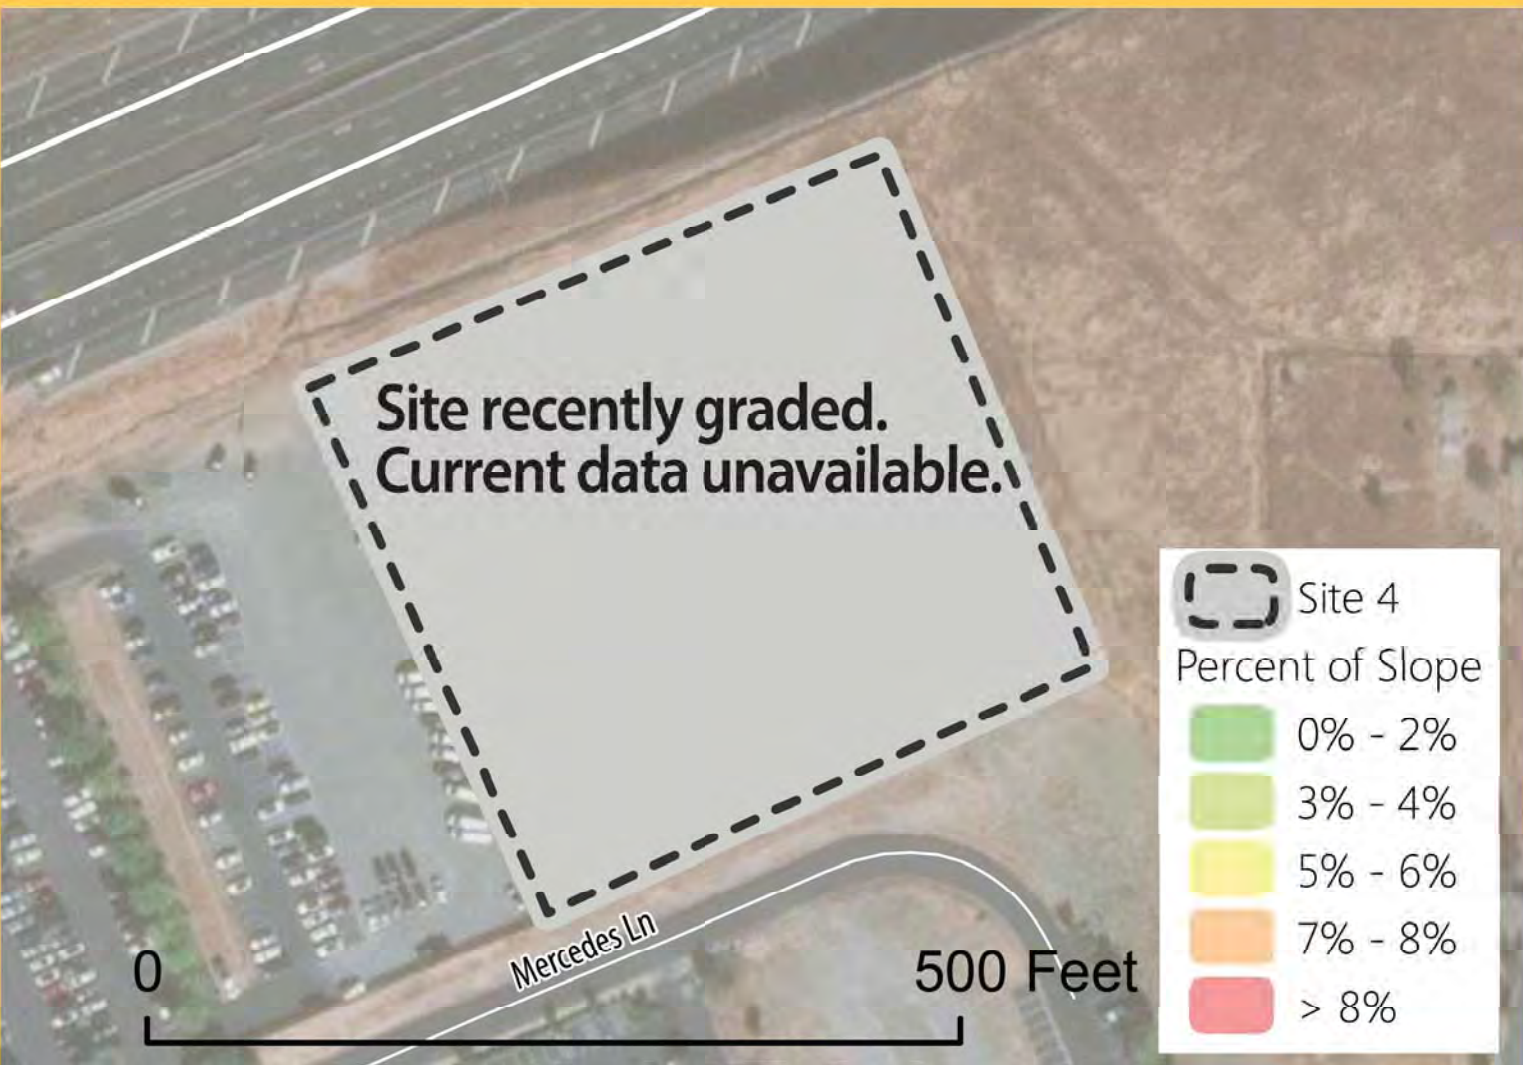 Site recently graded.
Current data unavailable.
Site 4
Percent of Slope
0% - 2%
3% - 4%
5% - 6%
7% - 8%
> 8%
Mercedes Ln
0
500 Feet